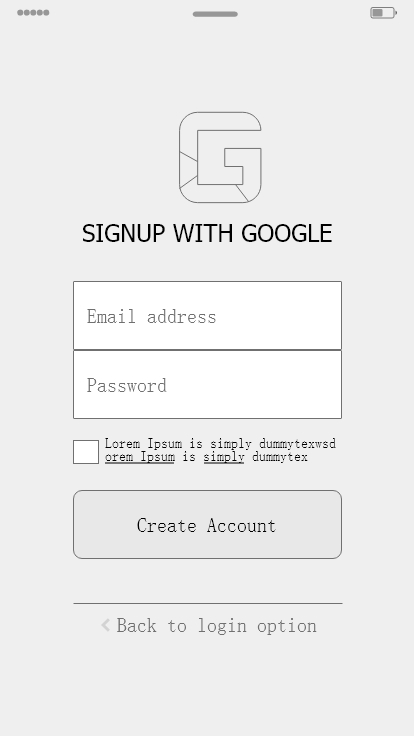 G
SIGNUP WITH GOOGLE
Email address
Password
Lorem Ipsum is simply dummytexwsd
orem Ipsum is simply dummytex
Create Account
Back to login option